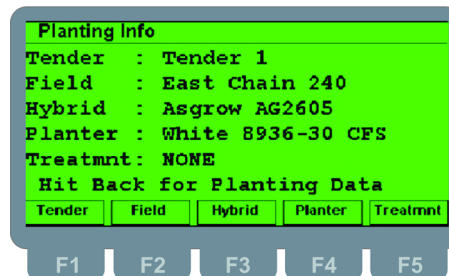 Planting Info
Tender : Tender 1
Field : East Chain 240
Hybrid : Asgrow AG2605
Planter : White 8936-30 CFS
Treatmnt: NONE
Hit Back for Planting Data
Tender Field Hybrid Planter Treatmnt
F1 F2 F3 F4 F5